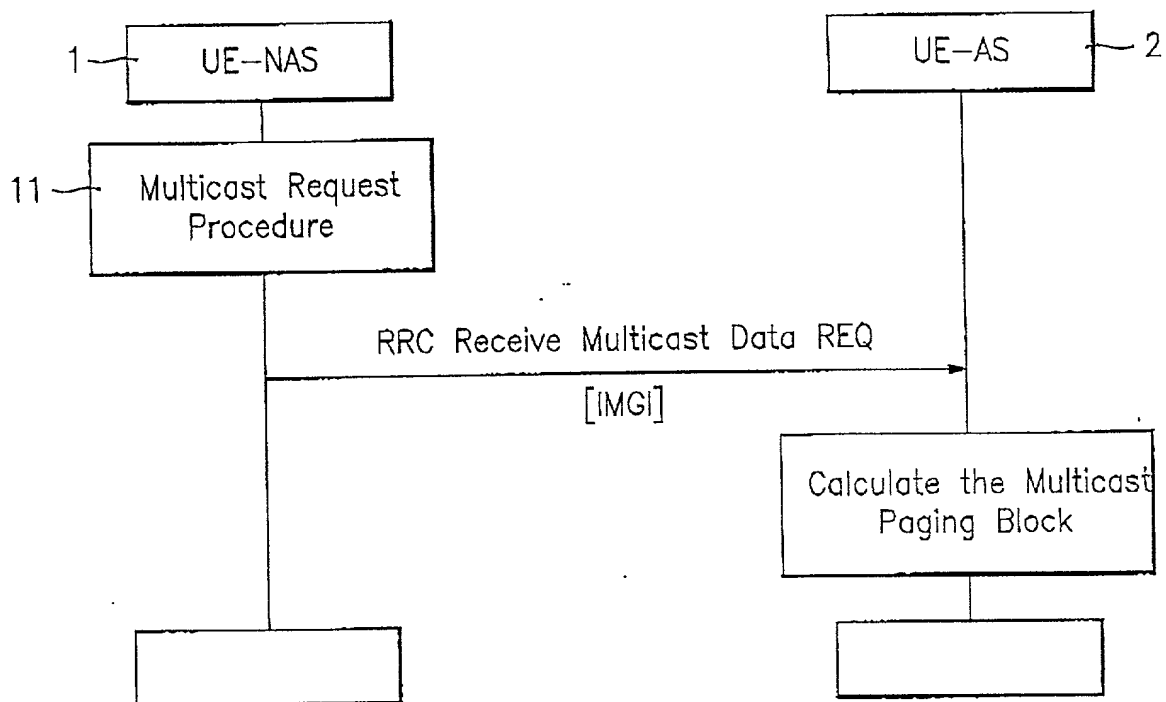 1
UE-NAS
UE-AS
2
11
Multicast Request
Procedure
RRC Receive Multicast Data REQ
[IMGI]
Calculate the Multicast
Paging Block